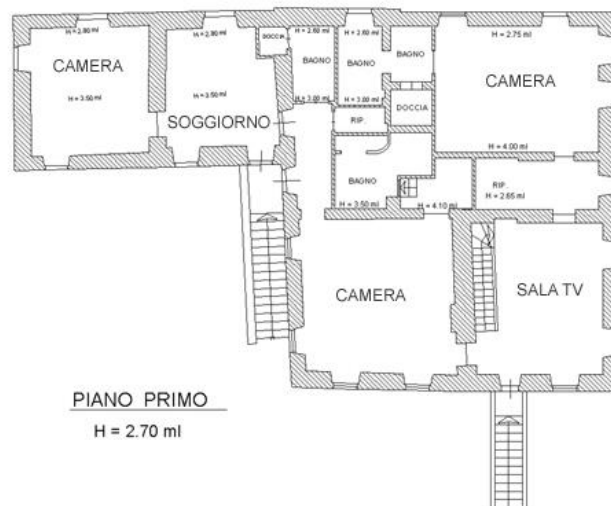 H = 2.80 ml
H = 2.80 ml
DOCCIA
H = 2.60 ml
H = 2.60 ml
H = 2.75 ml
CAMERA
BAGNO
BAGNO
BAGNO
CAMERA
H = 3.50 ml
H = 3.50 ml
H = 3.00 ml
H = 3.00 ml
DOCCIA
SOGGIORNO
RIP.
H = 4.00 ml
BAGNO
RIP.
H = 2.65 ml
H = 3.50 ml
H = 4.10 ml
CAMERA
SALA TV
PIANO PRIMO
H = 2.70 ml